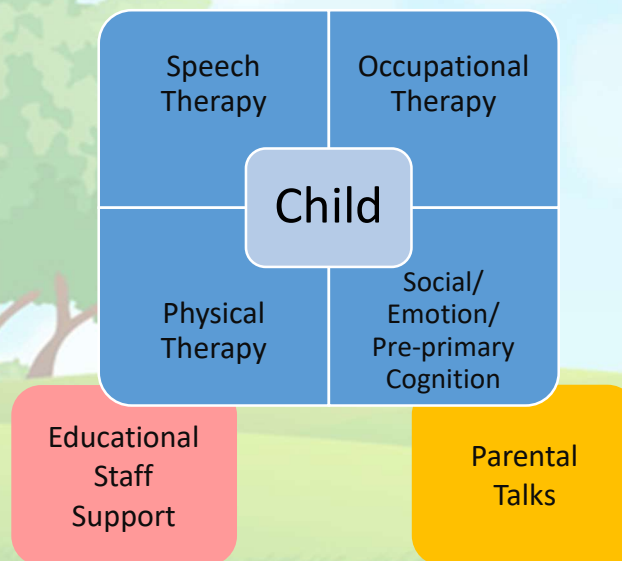 Speech
Therapy
Occupational
Therapy
Child
Physical
Therapy
Social/
Emotion/
Pre-primary
Cognition
Educational
Staff
Support
Parental
Talks